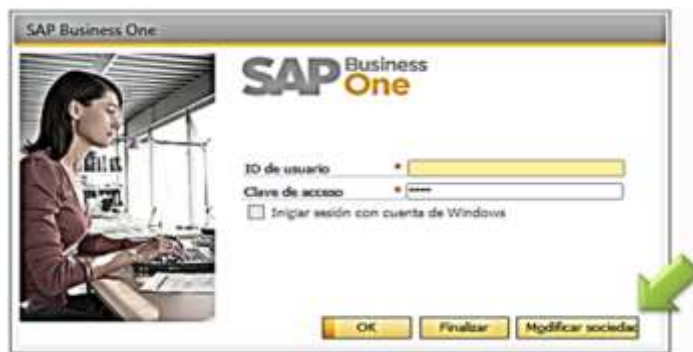 SAP Business One
SAP Business One
ID de usuario *
Clave de acceso * ****
Iniciar sesión con cuenta de Windows
OK Finalizar Modificar sociedad